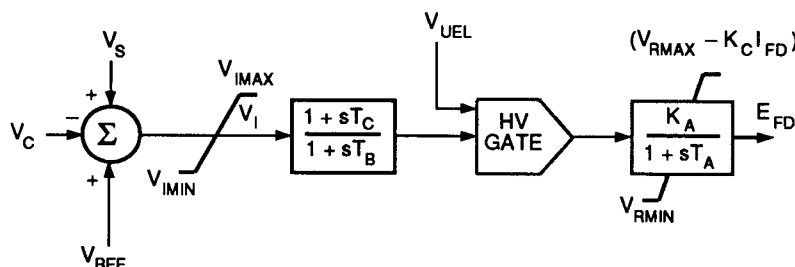 V_S
+
V_C
−
Σ
+
V_REF
V_IMAX
V_I
V_IMIN
1 + sT_C
1 + sT_B
V_UEL
HV
GATE
(V_RMAX − K_C I_FD)
K_A
1 + sT_A
E_FD
V_RMIN